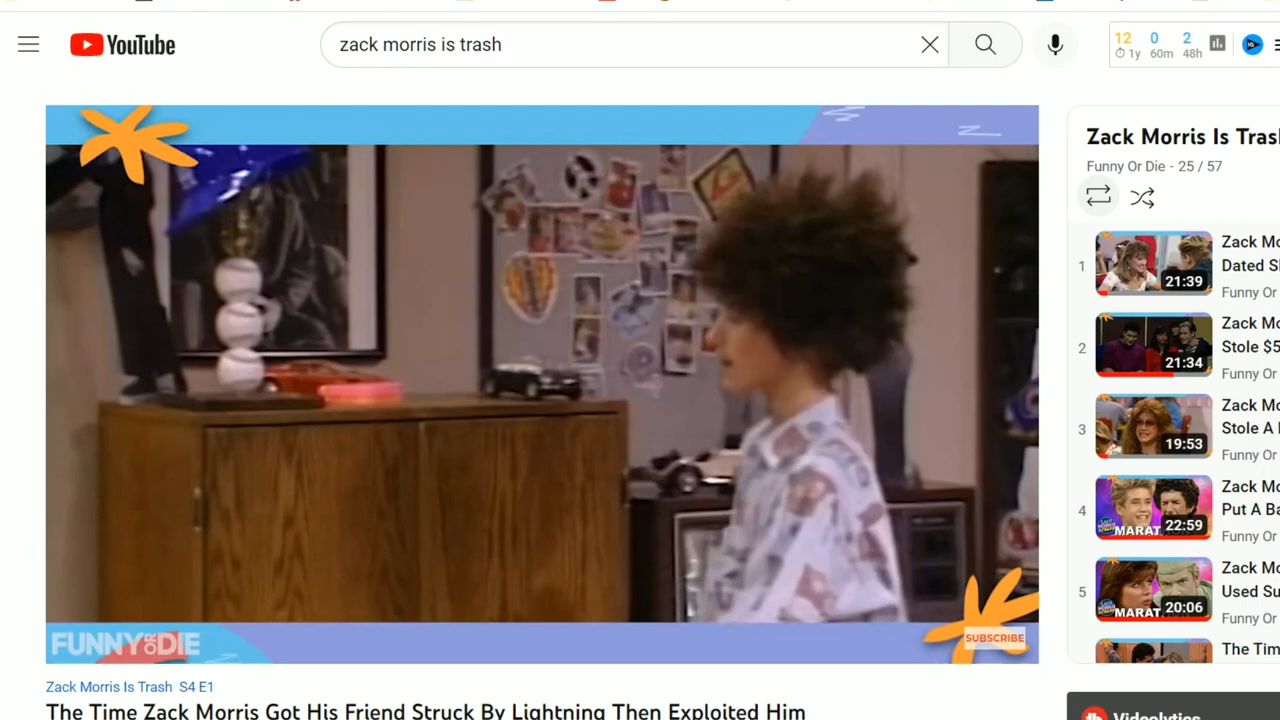 YouTube
zack morris is trash
12 0 2
1y 60m 48h
Zack Morris Is Tras
Funny Or Die - 25 / 57
1
21:39
Zack Mo
Dated S
Funny Or
2
21:34
Zack Mo
Stole $5
Funny Or
3
19:53
Zack Mo
Stole A
Funny Or
4
MARAT
22:59
Zack Mo
Put A Ba
Funny Or
5
MARAT
20:06
Zack Mo
Used Su
Funny Or
The Tim
FUNNY OR DIE
SUBSCRIBE
Zack Morris Is Trash S4 E1
The Time Zack Morris Got His Friend Struck By Lightning Then Exploited Him
Videolytics